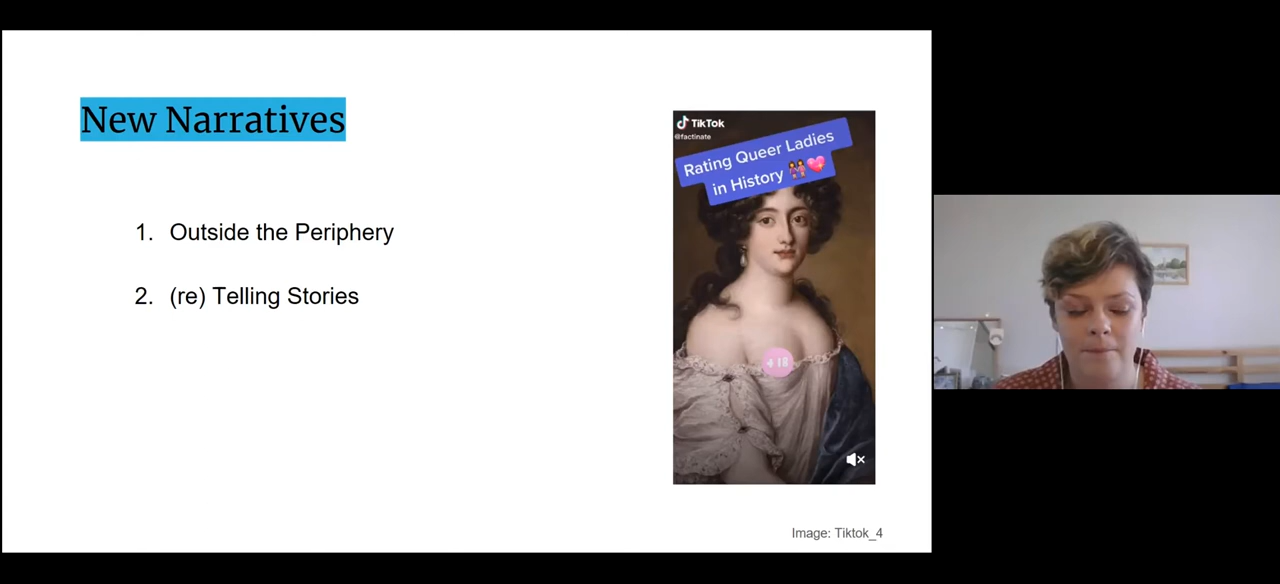 New Narratives
1. Outside the Periphery
2. (re) Telling Stories
TikTok
@factinate
Rating Queer Ladies
in History 👭💖
+18
Image: Tiktok_4